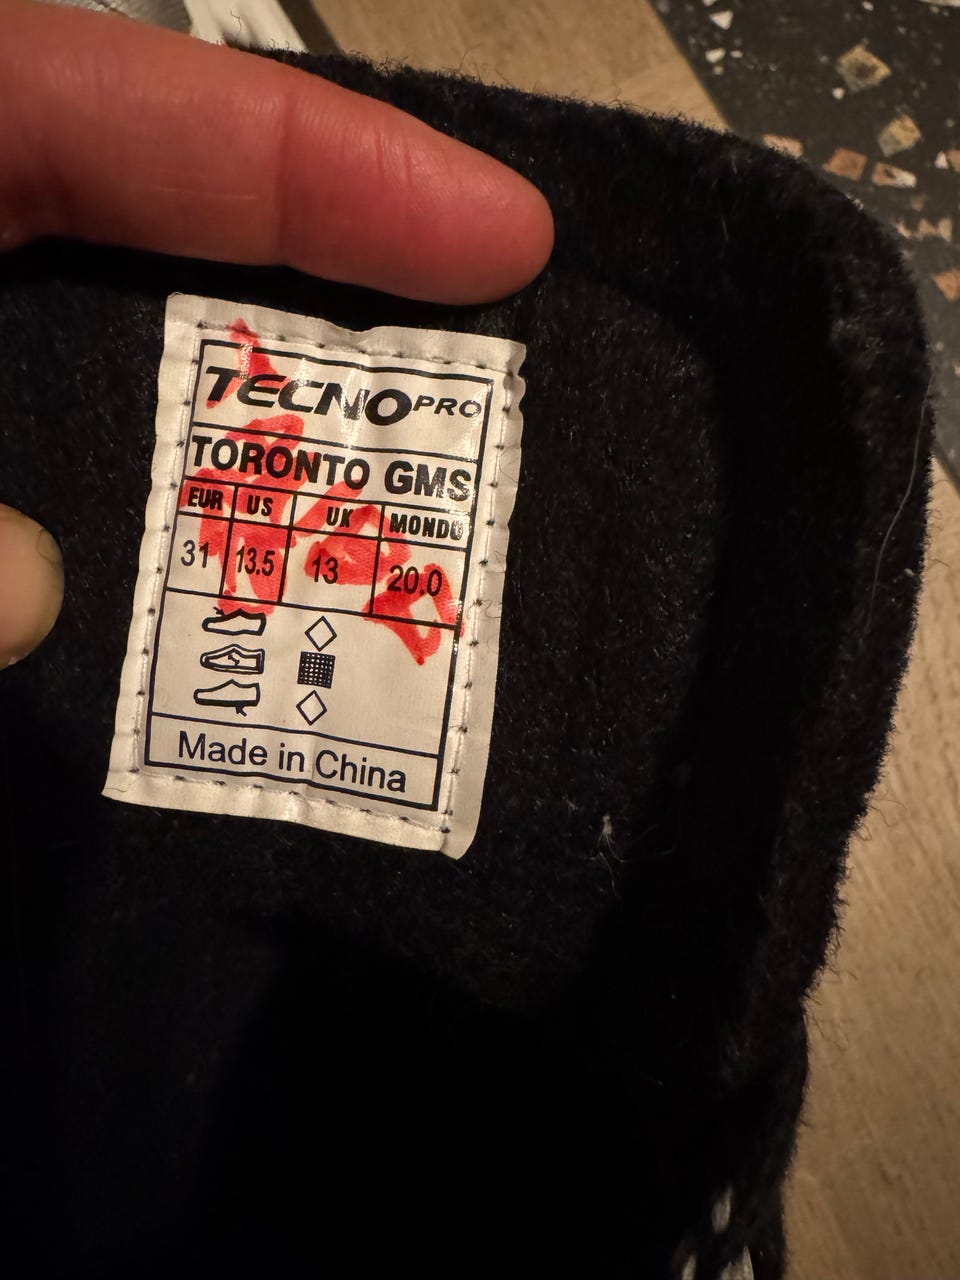 TECNOPRO
TORONTO GMS
EUR US UK MONDO
31 13.5 13 20.0
Made in China